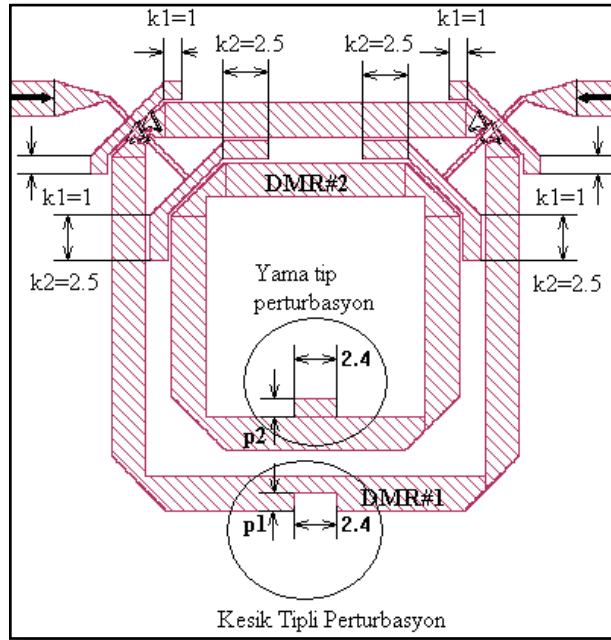 k1=1
k1=1
k2=2.5
k2=2.5
DMR#2
k1=1
k1=1
k2=2.5
k2=2.5
Yama tip
perturbasyon
2.4
p2
DMR#1
p1
2.4
Kesik Tipli Perturbasyon